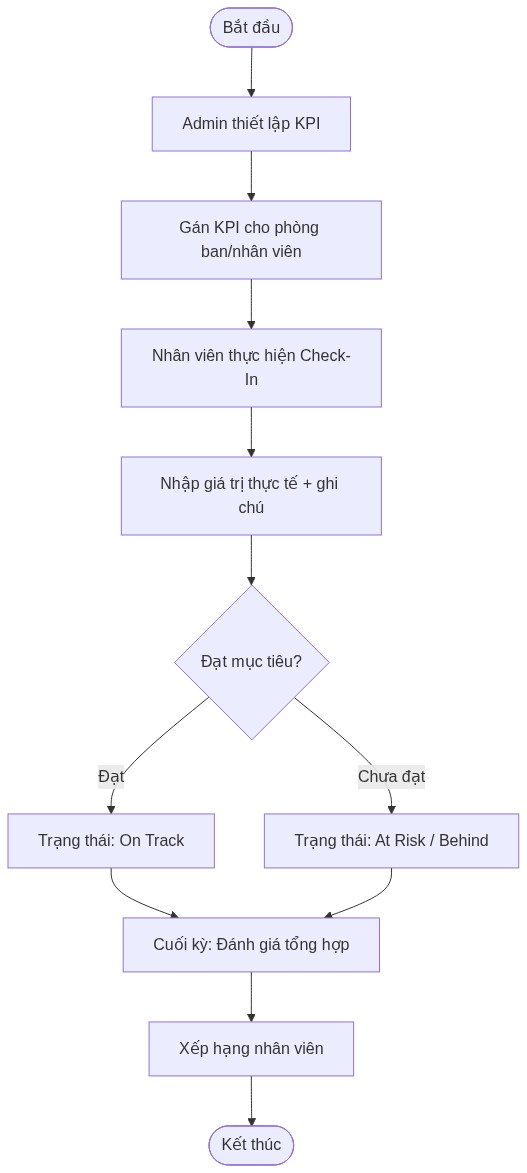 Bắt đầu
Admin thiết lập KPI
Gán KPI cho phòng
ban/nhân viên
Nhân viên thực hiện Check-
In
Nhập giá trị thực tế + ghi
chú
Đạt mục tiêu?
Đạt
Chưa đạt
Trạng thái: On Track
Trạng thái: At Risk / Behind
Cuối kỳ: Đánh giá tổng hợp
Xếp hạng nhân viên
Kết thúc